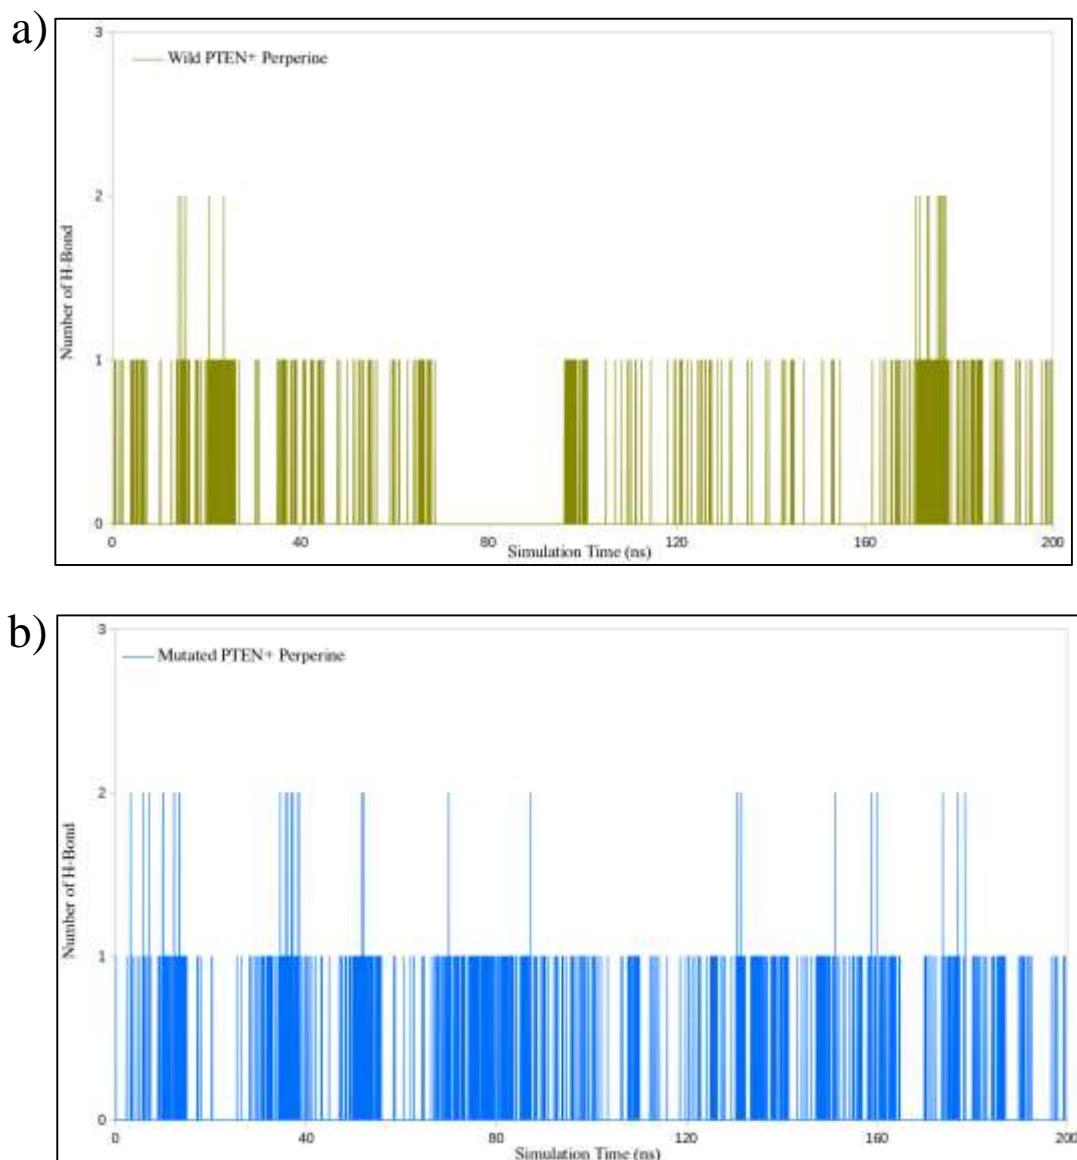 a)
3
Wild PTEN+ Perperine
2
Number of H-Bond
1
0
0 40 80 120 160 200
Simulation Time (ns)
b)
3
Mutated PTEN+ Perperine
2
Number of H-Bond
1
0
0 40 80 120 160 200
Simulation Time (ns)